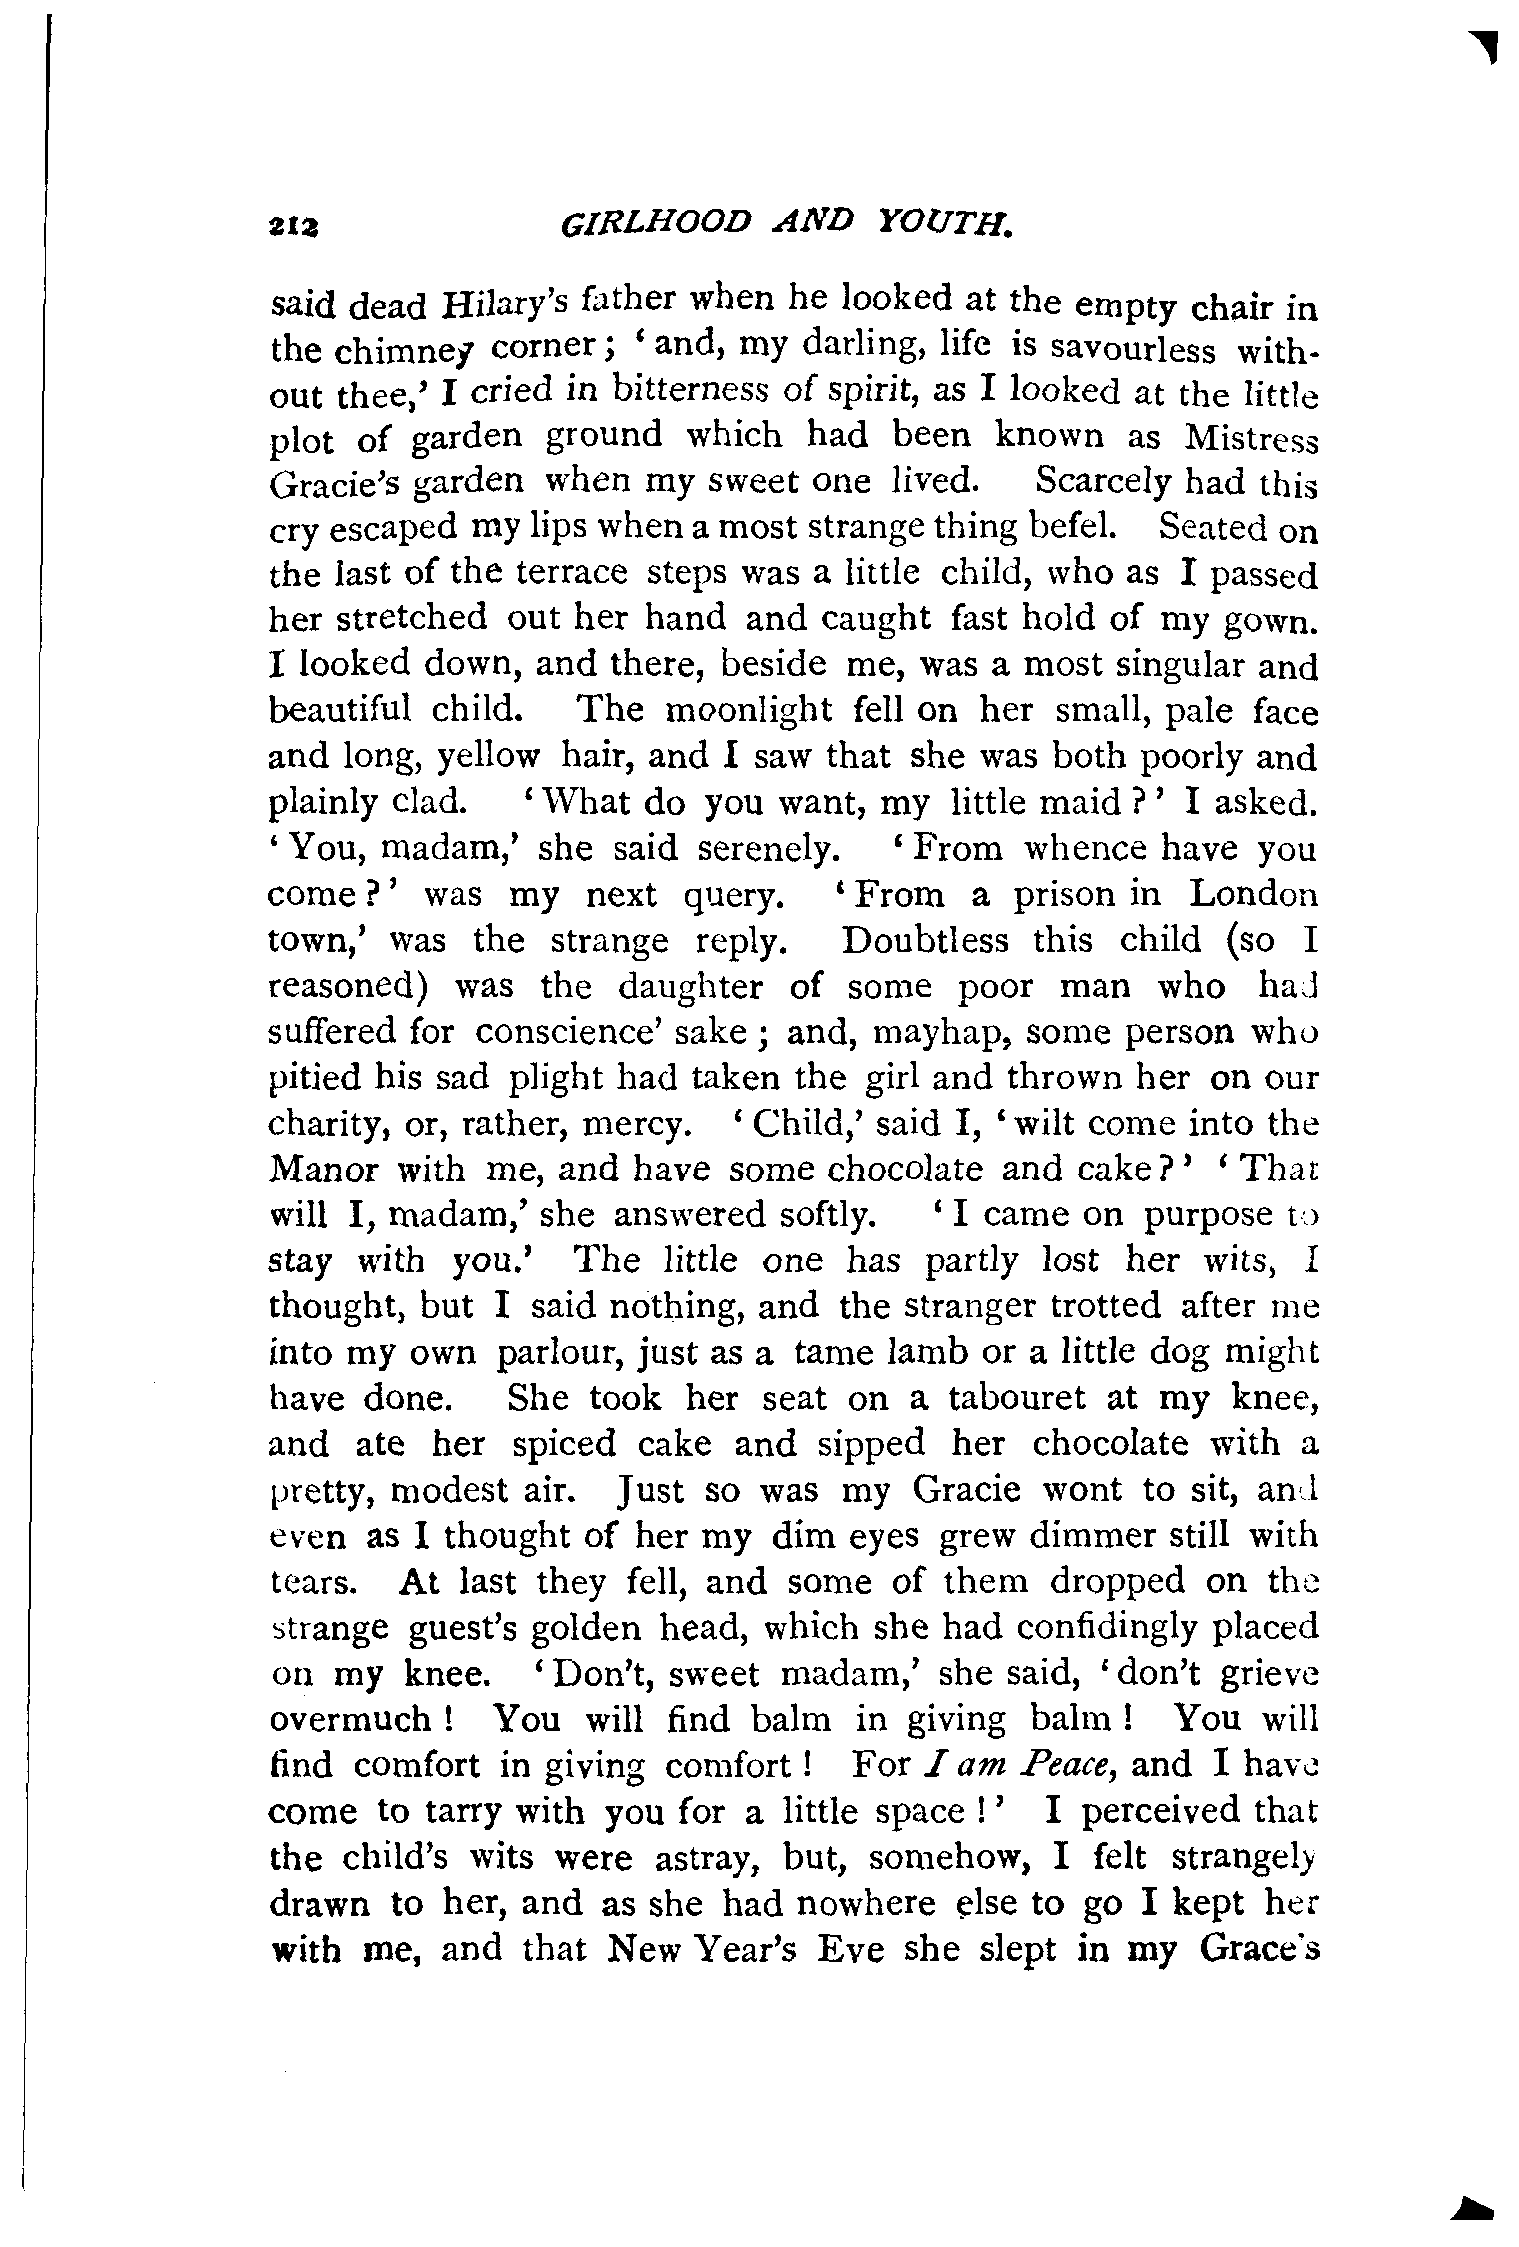 212 GIRLHOOD AND YOUTH.
said dead Hilary's father when he looked at the empty chair in
the chimney corner; ‘and, my darling, life is savourless with-
out thee,’ I cried in bitterness of spirit, as I looked at the little
plot of garden ground which had been known as Mistress
Gracie's garden when my sweet one lived. Scarcely had this
cry escaped my lips when a most strange thing befel. Seated on
the last of the terrace steps was a little child, who as I passed
her stretched out her hand and caught fast hold of my gown.
I looked down, and there, beside me, was a most singular and
beautiful child. The moonlight fell on her small, pale face
and long, yellow hair, and I saw that she was both poorly and
plainly clad. ‘What do you want, my little maid?’ I asked.
‘You, madam,’ she said serenely. ‘From whence have you
come?’ was my next query. ‘From a prison in London
town,’ was the strange reply. Doubtless this child (so I
reasoned) was the daughter of some poor man who had
suffered for conscience’ sake; and, mayhap, some person who
pitied his sad plight had taken the girl and thrown her on our
charity, or, rather, mercy. ‘Child,’ said I, ‘wilt come into the
Manor with me, and have some chocolate and cake?’ ‘That
will I, madam,’ she answered softly. ‘I came on purpose to
stay with you.’ The little one has partly lost her wits, I
thought, but I said nothing, and the stranger trotted after me
into my own parlour, just as a tame lamb or a little dog might
have done. She took her seat on a tabouret at my knee,
and ate her spiced cake and sipped her chocolate with a
pretty, modest air. Just so was my Gracie wont to sit, and
even as I thought of her my dim eyes grew dimmer still with
tears. At last they fell, and some of them dropped on the
strange guest's golden head, which she had confidingly placed
on my knee. ‘Don't, sweet madam,’ she said, ‘don't grieve
overmuch! You will find balm in giving balm! You will
find comfort in giving comfort! For I am Peace, and I have
come to tarry with you for a little space!’ I perceived that
the child's wits were astray, but, somehow, I felt strangely
drawn to her, and as she had nowhere else to go I kept her
with me, and that New Year's Eve she slept in my Grace's